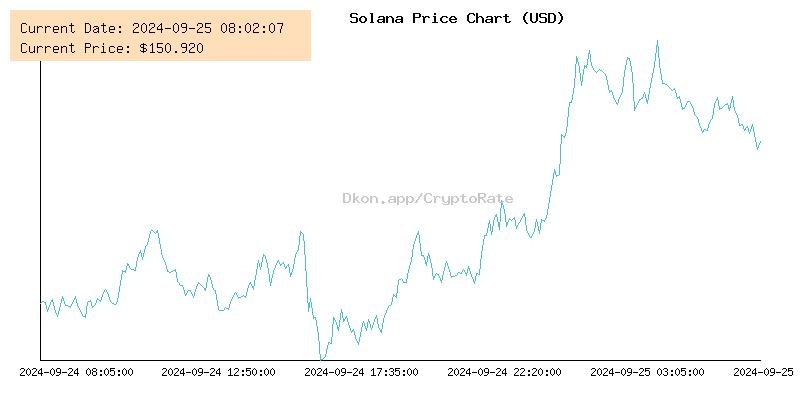 Solana Price Chart (USD)
Current Date: 2024-09-25 08:02:07
Current Price: $150.920
Dkon.app/CryptoRate
2024-09-24 08:05:00
2024-09-24 12:50:00
2024-09-24 17:35:00
2024-09-24 22:20:00
2024-09-25 03:05:00
2024-09-25